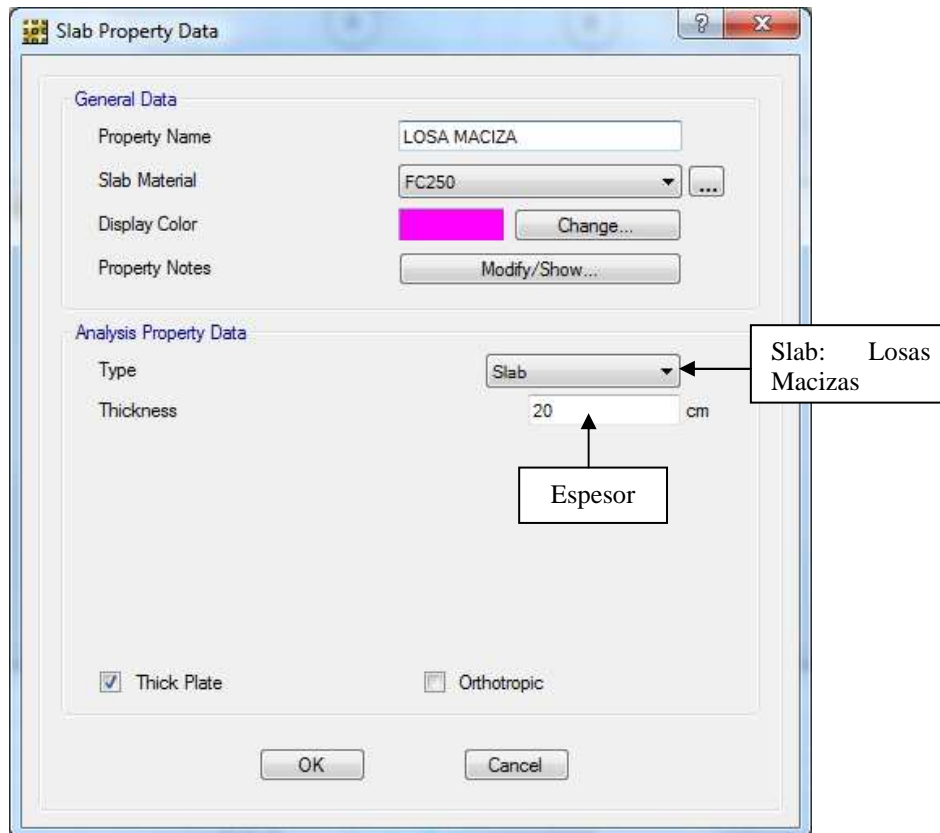 Slab Property Data
General Data
Property Name LOSA MACIZA
Slab Material FC250 ...
Display Color Change...
Property Notes Modify/Show...
Analysis Property Data
Type Slab
Slab: Losas
Macizas
Thickness 20 cm
Espesor
Thick Plate Orthotropic
OK Cancel